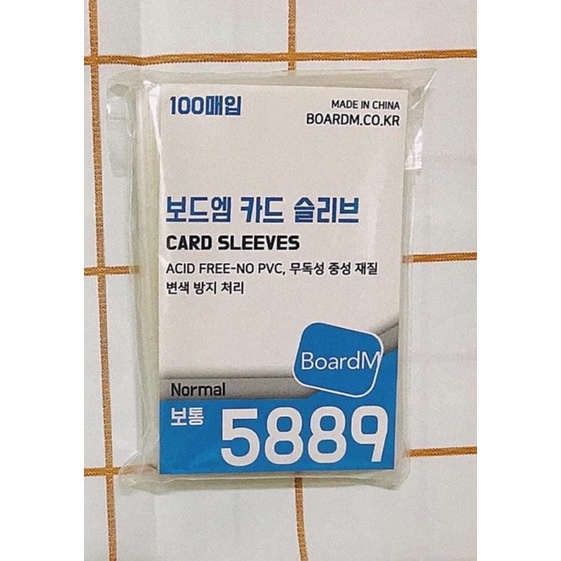 100매입
MADE IN CHINA
BOARDM.CO.KR
보드엠 카드 슬리브
CARD SLEEVES
ACID FREE-NO PVC, 무독성 중성 재질
변색 방지 처리
BoardM
Normal
보통
5889